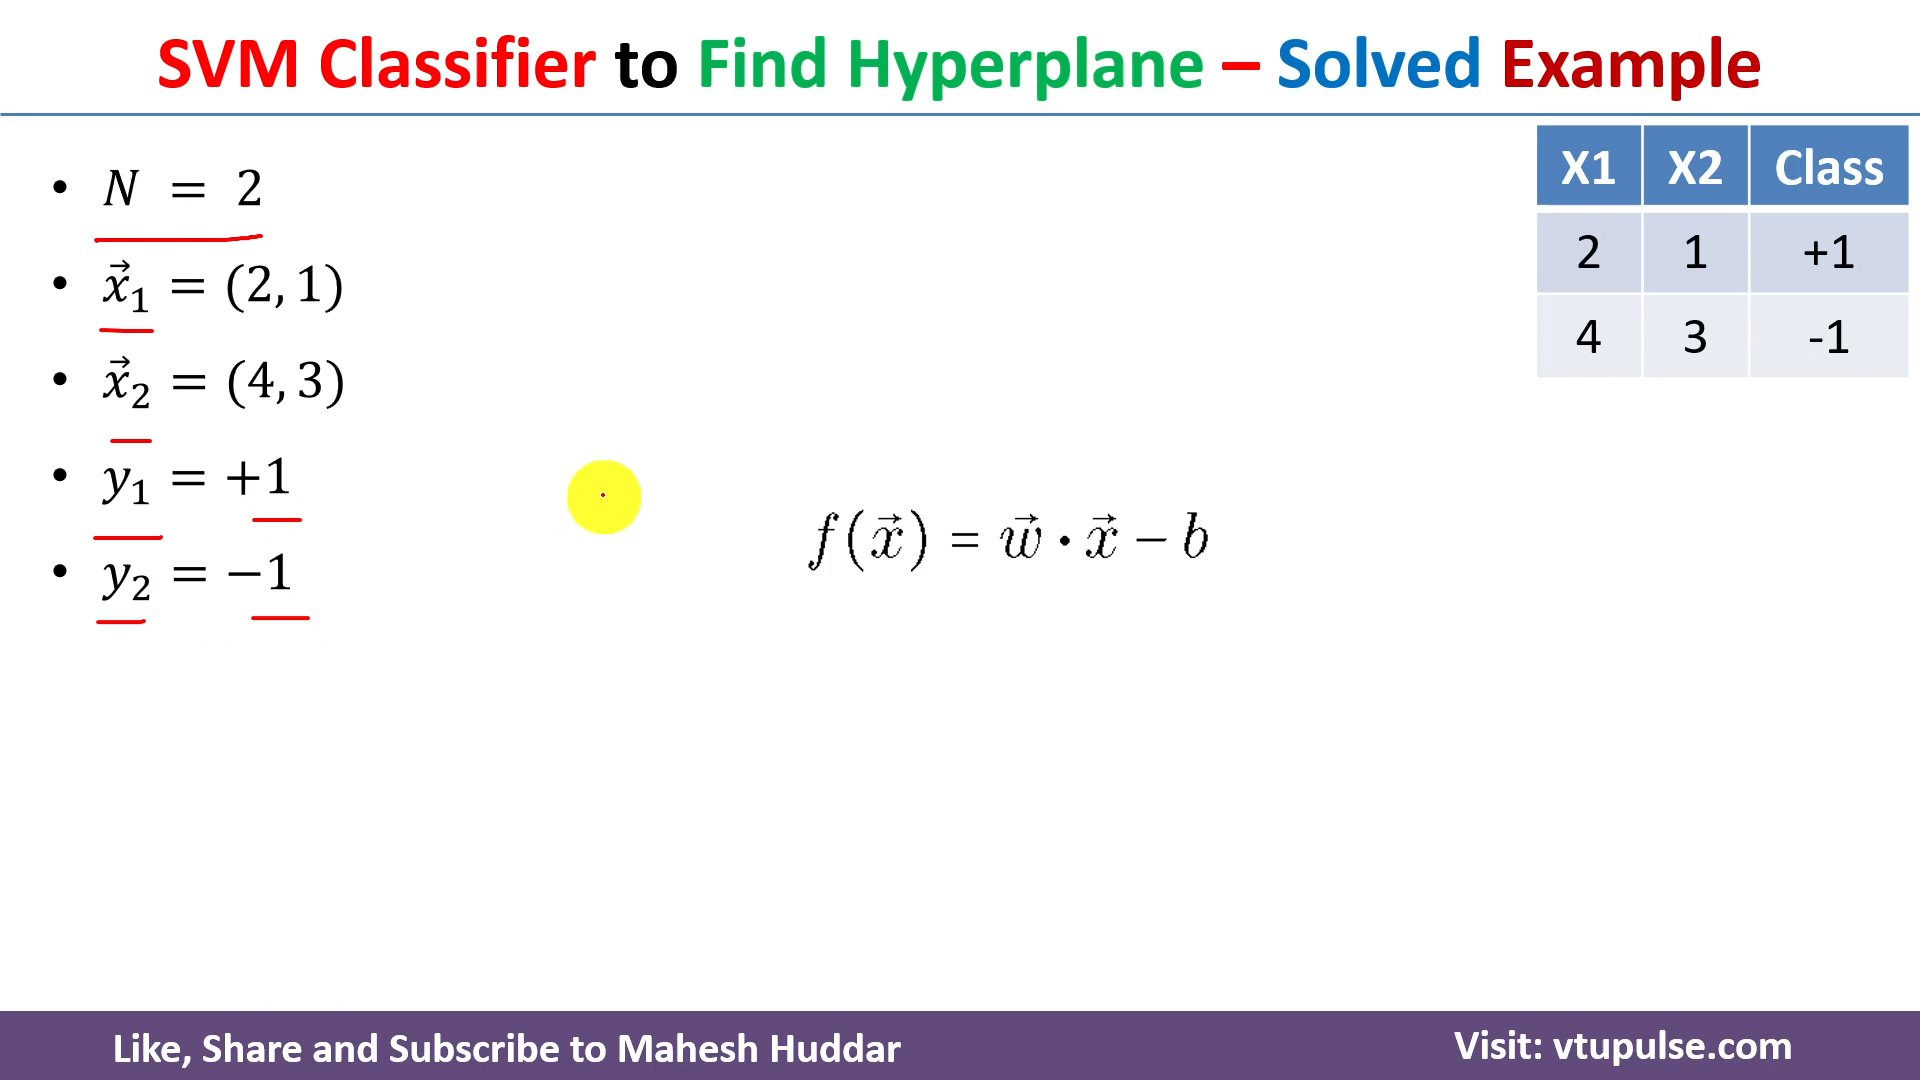 SVM Classifier to Find Hyperplane – Solved Example
• N = 2
• x⃗₁ = (2, 1)
• x⃗₂ = (4, 3)
• y₁ = +1
• y₂ = −1
f(x⃗) = w⃗ · x⃗ − b
X1 X2 Class
2 1 +1
4 3 -1
Like, Share and Subscribe to Mahesh Huddar
Visit: vtupulse.com